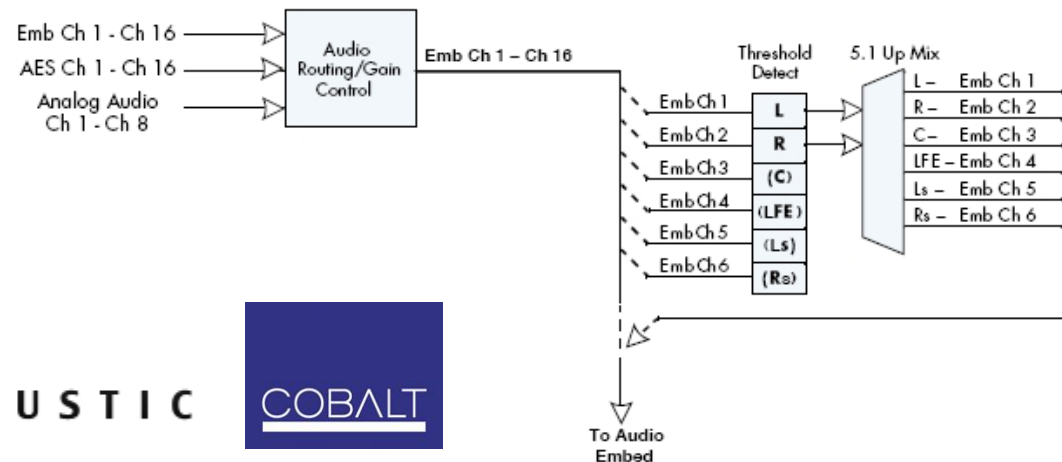 Emb Ch 1 - Ch 16
AES Ch 1 - Ch 16
Analog Audio
Ch 1 - Ch 8
Audio
Routing/Gain
Control
Emb Ch 1 – Ch 16
Threshold
Detect
5.1 Up Mix
Emb Ch 1
Emb Ch 2
Emb Ch 3
Emb Ch 4
Emb Ch 5
Emb Ch 6
L
R
(C)
(LFE)
(Ls)
(Rs)
L – Emb Ch 1
R – Emb Ch 2
C – Emb Ch 3
LFE – Emb Ch 4
Ls – Emb Ch 5
Rs – Emb Ch 6
To Audio
Embed
USTIC
COBALT